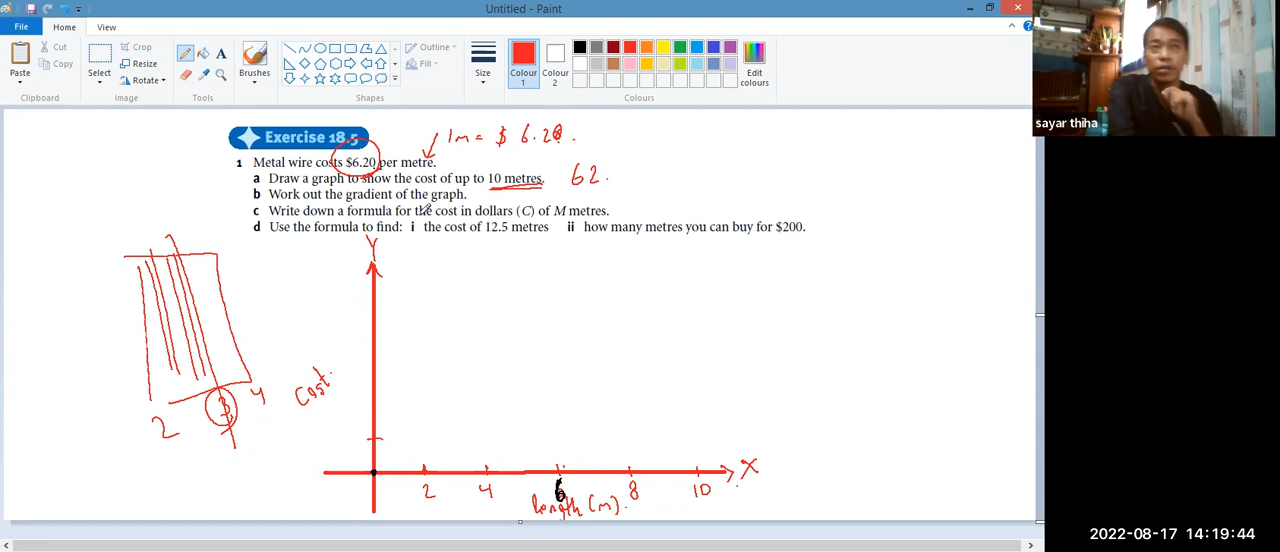 Untitled - Paint
File
Home
View
Paste
Cut
Copy
Clipboard
Select
Crop
Resize
Rotate
Image
A
Tools
Brushes
Shapes
Outline
Fill
Size
Colour 1
Colour 2
Edit colours
Colours
sayar thiha
Exercise 18.5
1m = $ 6.20.
1 Metal wire costs $6.20 per metre.
a Draw a graph to show the cost of up to 10 metres.
62.
b Work out the gradient of the graph.
c Write down a formula for the cost in dollars (C) of M metres.
d Use the formula to find: i the cost of 12.5 metres ii how many metres you can buy for $200.
Y
Cost
2
3
4
X
2 4 6 8 10
length (m).
2022-08-17 14:19:44